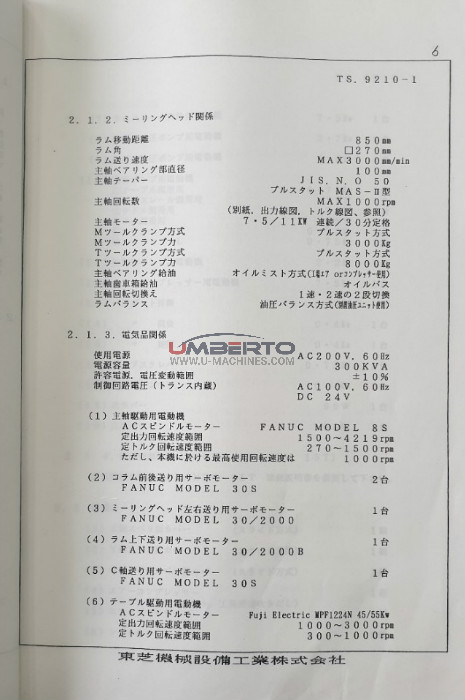 6
TS. 9210-1
2. 1. 2. ミーリングヘッド関係
ラム移動距離 850mm
ラム角 □270mm
ラム送り速度 MAX3000mm/min
主軸ベアリング部直径 100mm
主軸テーパー JIS. N. O 50
プルスタット MAS-Ⅱ型
主軸回転数 MAX1000rpm
(別紙、出力線図、トルク線図、参照)
主軸モーター 7・5/11KW 連続/30分定格
Mツールクランプ方式 プルスタット方式
Mツールクランプ力 3000Kg
Tツールクランプ方式 プルスタット方式
Tツールクランプ力 8000Kg
主軸ベアリング給油 オイルミスト方式(工場エア orコンプレッサー使用)
主軸歯車箱給油 オイルバス
主軸回転切換え 1速・2速の2段切換
ラムバランス 油圧バランス方式(別置油圧ユニット使用)
UMBERTO
WWW.U-MACHINES.COM
2. 1. 3. 電気品関係
使用電源 AC200V, 60Hz
電源容量 300KVA
許容電源, 電圧変動範囲 ±10%
制御回路電圧(トランス内蔵) AC100V, 60Hz
DC 24V
(1) 主軸駆動用電動機
ACスピンドルモーター FANUC MODEL 8S
定出力回転速度範囲 1500~4219rpm
定トルク回転速度範囲 270~1500rpm
ただし、本機に於ける最高使用回転速度は 1000rpm
(2) コラム前後送り用サーボモーター 2台
FANUC MODEL 30S
(3) ミーリングヘッド左右送り用サーボモーター 1台
FANUC MODEL 30/2000
(4) ラム上下送り用サーボモーター 1台
FANUC MODEL 30/2000B
(5) C軸送り用サーボモーター 1台
FANUC MODEL 30S
(6) テーブル駆動用電動機
ACスピンドルモーター Fuji Electric MPF1224N 45/55Kw
定出力回転速度範囲 1000~3000rpm
定トルク回転速度範囲 300~1000rpm
東芝機械設備工業株式会社